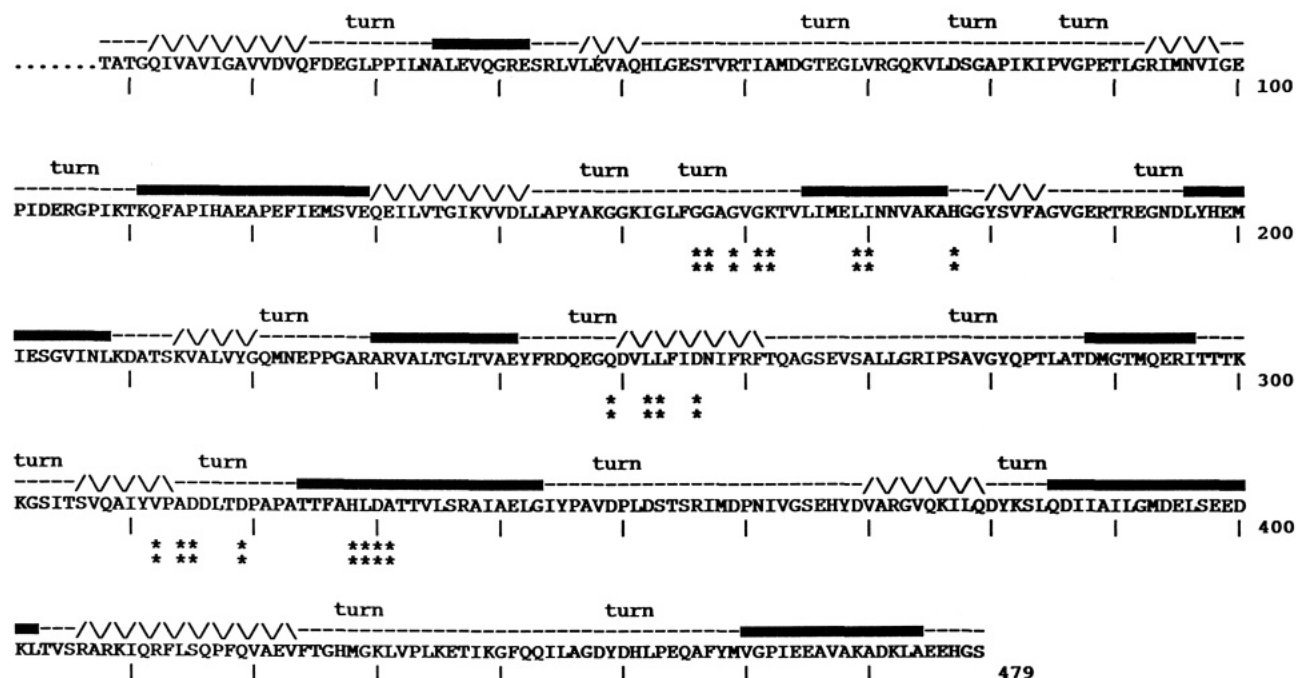 turn turn turn turn
.......TATGQIVAVIGAVVDVQFDEGLPPILNALEVQGRESRLVLEVAQHLGESTVRTIAMDGTEGLVRGQKVLDSGAPIKIPVGPETLGRIMNVIGE 100
turn turn turn turn
PIDERGPIKTKQFAPIHAEAPEFIEMSVEQEILVTGIKVVDLLAPYAKGGKIGLFGGAGVGKTVLIMELINNVAKAHGGYSVFAGVGERTREGNDLYHEM 200
** * ** ** *
** * ** ** *
turn turn turn
IESGVINLKDATSKVALVYGQMNEPPGARARVALTGLTVAEYFRDQEGQDVLLFIDNIFRFTQAGSEVSALLGRIPSAVGYQPTLATDMGTMQERITTTK 300
* ** *
* ** *
turn turn turn turn
KGSITSVQAIYVPADDLTDPAPATTFAHLDATTVLSRAIAELGIYPAVDPLDSTSRIMDPNIVGSEHYDVARGVQKILQDYKSLQDIIAILGMDELSEED 400
* ** * ****
* ** * ****
turn turn
KLTVSRARKIQRFLSQPFQVAEVFTGHMGKLVPLKETIKGFQQILAGDYDHLPEQAFYMVGPIEEAVAKADKLAEEHGS 479